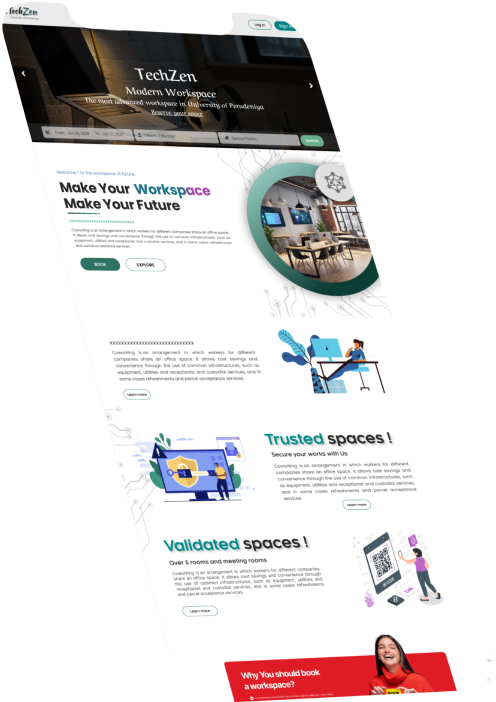 TechZen
Log in
Sign in
TechZen
Modern Workspace
The most advanced workspace in University of Peradeniya
Reserve your space
Search
Welcome ! To the workspace of future.
Make Your Workspace
Make Your Future
Coworking is an arrangement in which workers for different companies share an office space.
It allows cost savings and convenience through the use of common infrastructures, such as
equipment, utilities and receptionist and custodial services, and in some cases refreshments
and parcel acceptance services.
BOOK
EXPLORE
Coworking is an arrangement in which workers for different
companies share an office space. It allows cost savings and
convenience through the use of common infrastructures, such as
equipment, utilities and receptionist and custodial services, and in
some cases refreshments and parcel acceptance services.
Learn more
Trusted spaces !
Secure your works with Us
Coworking is an arrangement in which workers for different
companies share an office space. It allows cost savings and
convenience through the use of common infrastructures, such
as equipment, utilities and receptionist and custodial services,
and in some cases refreshments and parcel acceptance
services.
Learn more
Validated spaces !
Over 5 rooms and meeting rooms
Coworking is an arrangement in which workers for different companies
share an office space. It allows cost savings and convenience through
the use of common infrastructures, such as equipment, utilities and
receptionist and custodial services, and in some cases refreshments
and parcel acceptance services.
Learn more
Why You should book
a workspace?